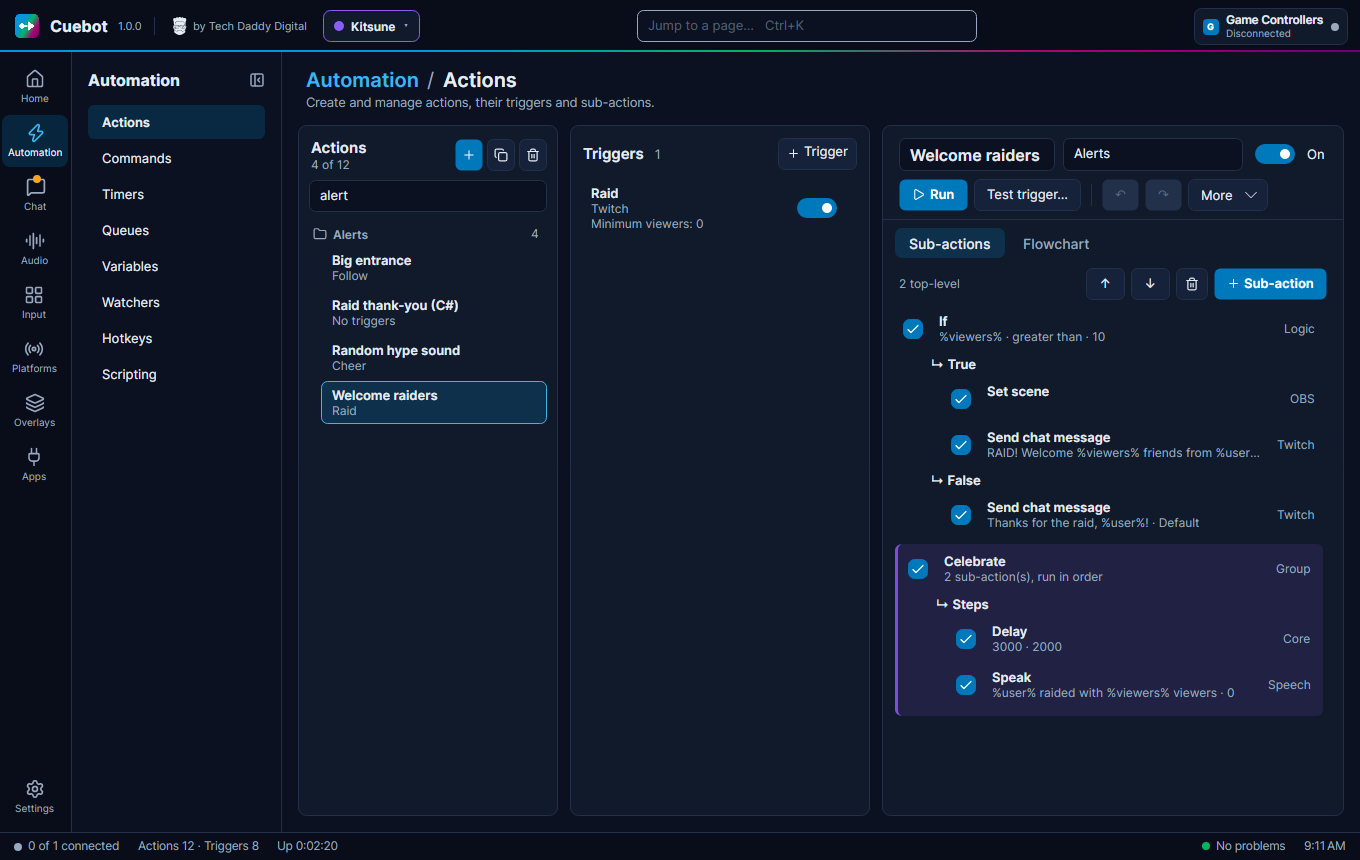 Cuebot 1.0.0 by Tech Daddy Digital Kitsune
Jump to a page... Ctrl+K
G Game Controllers
Disconnected
Home
Automation
Chat
Audio
Input
Platforms
Overlays
Apps
Settings
Automation
Actions
Commands
Timers
Queues
Variables
Watchers
Hotkeys
Scripting
Automation / Actions
Create and manage actions, their triggers and sub-actions.
Actions
4 of 12
alert
Alerts 4
Big entrance
Follow
Raid thank-you (C#)
No triggers
Random hype sound
Cheer
Welcome raiders
Raid
Triggers 1 + Trigger
Raid
Twitch
Minimum viewers: 0
Welcome raiders Alerts On
Run Test trigger... More
Sub-actions Flowchart
2 top-level + Sub-action
If Logic
%viewers% · greater than · 10
True
Set scene OBS
Send chat message Twitch
RAID! Welcome %viewers% friends from %user...
False
Send chat message Twitch
Thanks for the raid, %user%! · Default
Celebrate Group
2 sub-action(s), run in order
Steps
Delay Core
3000 · 2000
Speak Speech
%user% raided with %viewers% viewers · 0
0 of 1 connected Actions 12 · Triggers 8 Up 0:02:20 No problems 9:11 AM